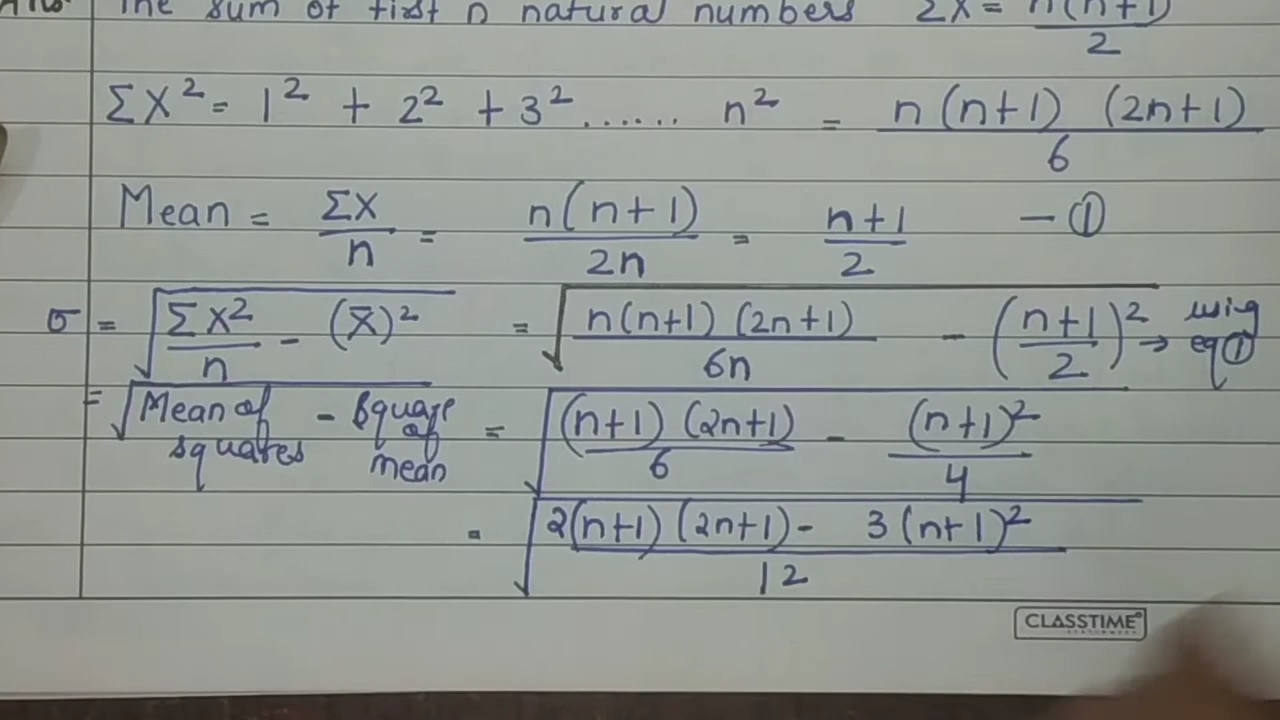 The sum of first n natural numbers ΣX = n(n+1)/2
ΣX² = 1² + 2² + 3² ...... n² = n(n+1) (2n+1)/6
Mean = ΣX/n = n(n+1)/2n = n+1/2 - ①
σ = √(ΣX²/n - (X̄)²) = √(n(n+1) (2n+1)/6n - (n+1/2)²) → using eq ①
= √(Mean of squares - Square of mean) = √((n+1) (2n+1)/6 - (n+1)²/4)
= √(2(n+1) (2n+1) - 3(n+1)²/12)
CLASSTIME